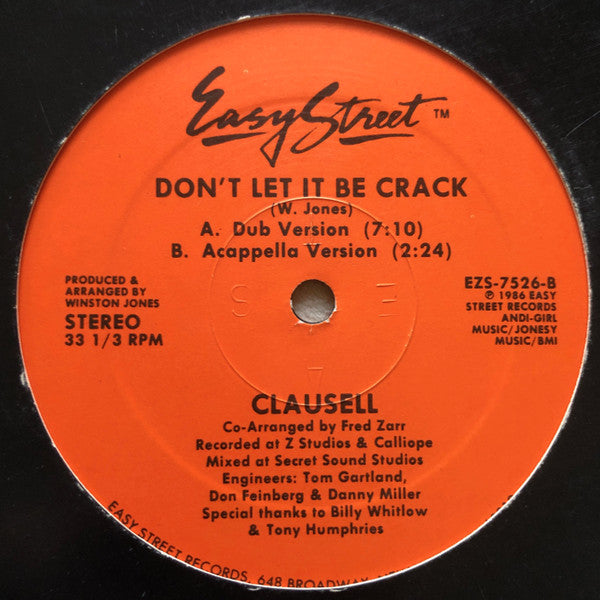 Easy Street ™
DON'T LET IT BE CRACK
(W. Jones)
A. Dub Version (7:10)
B. Acappella Version (2:24)
PRODUCED &
ARRANGED BY
WINSTON JONES
STEREO
33 1/3 RPM
EZS-7526-B
℗ 1986 EASY
STREET RECORDS
ANDI-GIRL
MUSIC/JONESY
MUSIC/BMI
CLAUSELL
Co-Arranged by Fred Zarr
Recorded at Z Studios & Calliope
Mixed at Secret Sound Studios
Engineers: Tom Gartland,
Don Feinberg & Danny Miller
Special thanks to Billy Whitlow
& Tony Humphries
EASY STREET RECORDS, 648 BROADWAY